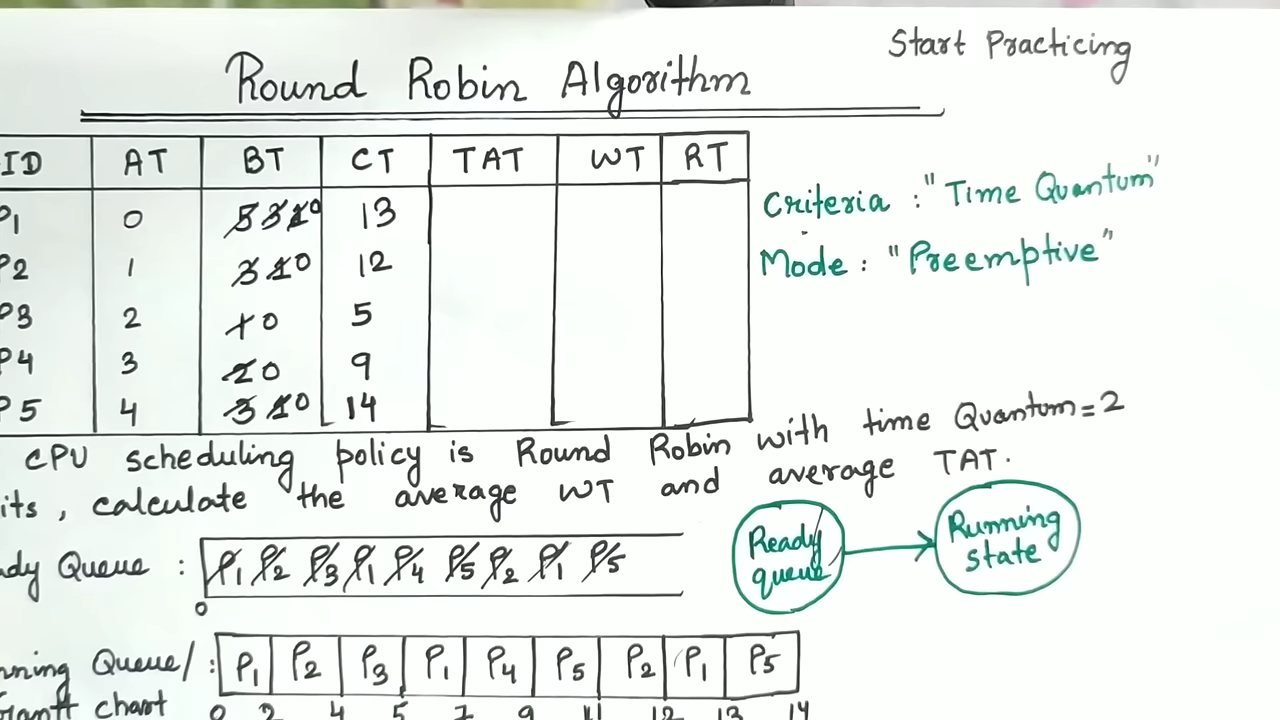 Start Practicing
Round Robin Algorithm
ID AT BT CT TAT WT RT
P1 0 5 3 1 0 13
P2 1 3 1 0 12
P3 2 1 0 5
P4 3 2 0 9
P5 4 3 1 0 14
Criteria : "Time Quantum"
Mode : "Preemptive"
CPU scheduling policy is Round Robin with time Quantum = 2
its, calculate the average WT and average TAT.
dy Queue : P1 P2 P3 P1 P4 P5 P2 P1 P5
0
Ready queue
Running state
nning Queue/ : P1 P2 P3 P1 P4 P5 P2 P1 P5
Gantt chart 0 2 4 5 7 9 11 12 13 14